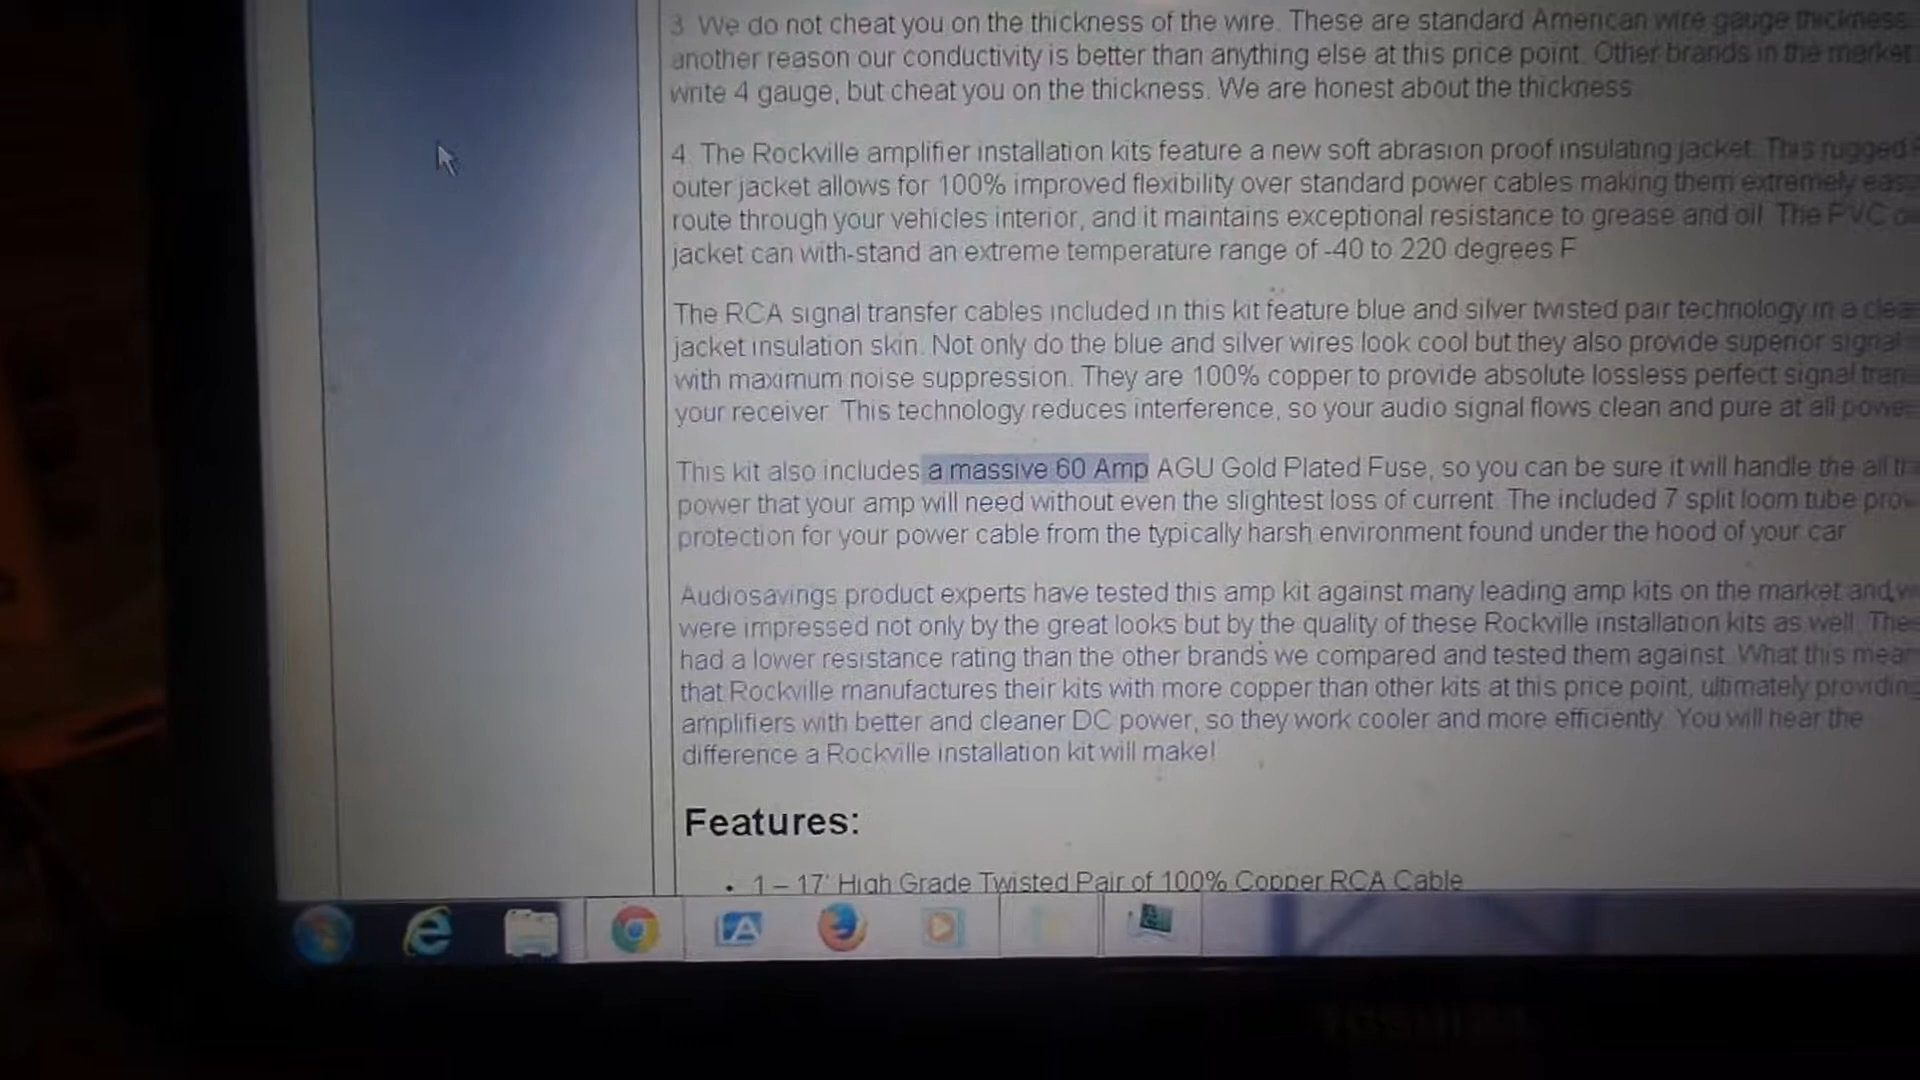 3. We do not cheat you on the thickness of the wire. These are standard American wire gauge thickness
another reason our conductivity is better than anything else at this price point. Other brands in the market
write 4 gauge, but cheat you on the thickness. We are honest about the thickness
4. The Rockville amplifier installation kits feature a new soft abrasion proof insulating jacket. This rugged
outer jacket allows for 100% improved flexibility over standard power cables making them extremely
route through your vehicles interior, and it maintains exceptional resistance to grease and oil. The PVC
jacket can with-stand an extreme temperature range of -40 to 220 degrees F
The RCA signal transfer cables included in this kit feature blue and silver twisted pair technology in a
jacket insulation skin. Not only do the blue and silver wires look cool but they also provide superior signal
with maximum noise suppression. They are 100% copper to provide absolute lossless perfect signal
your receiver. This technology reduces interference, so your audio signal flows clean and pure at all
This kit also includes a massive 60 Amp AGU Gold Plated Fuse, so you can be sure it will handle the all
power that your amp will need without even the slightest loss of current. The included 7 split loom tube
protection for your power cable from the typically harsh environment found under the hood of your car
Audiosavings product experts have tested this amp kit against many leading amp kits on the market and
were impressed not only by the great looks but by the quality of these Rockville installation kits as well.
had a lower resistance rating than the other brands we compared and tested them against. What this
that Rockville manufactures their kits with more copper than other kits at this price point, ultimately providing
amplifiers with better and cleaner DC power, so they work cooler and more efficiently. You will hear the
difference a Rockville installation kit will make!
Features:
• 1 – 17' High Grade Twisted Pair of 100% Copper RCA Cable
TOSHIBA